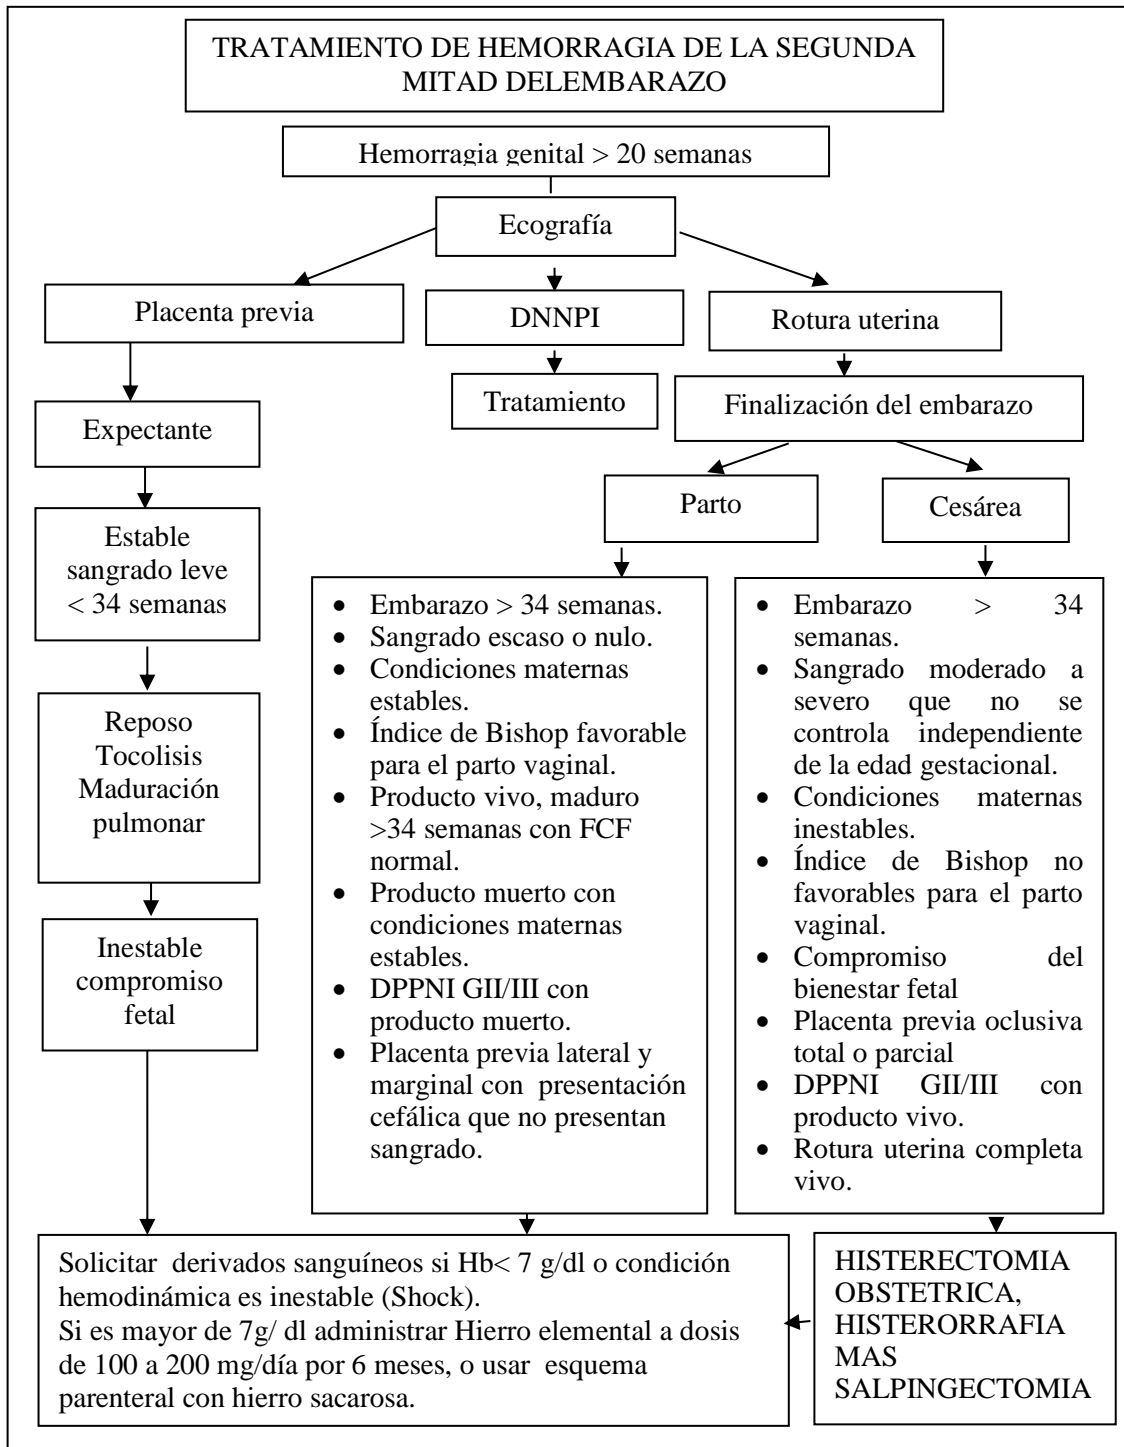 TRATAMIENTO DE HEMORRAGIA DE LA SEGUNDA
MITAD DELEMBARAZO
Hemorragia genital > 20 semanas
Ecografía
Placenta previa
DNNPI
Rotura uterina
Expectante
Tratamiento
Finalización del embarazo
Parto
Cesárea
Estable
sangrado leve
< 34 semanas
Reposo
Tocolisis
Maduración
pulmonar
Inestable
compromiso
fetal
• Embarazo > 34 semanas.
• Sangrado escaso o nulo.
• Condiciones maternas
estables.
• Índice de Bishop favorable
para el parto vaginal.
• Producto vivo, maduro
>34 semanas con FCF
normal.
• Producto muerto con
condiciones maternas
estables.
• DPPNI GII/III con
producto muerto.
• Placenta previa lateral y
marginal con presentación
cefálica que no presentan
sangrado.
• Embarazo > 34
semanas.
• Sangrado moderado a
severo que no se
controla independiente
de la edad gestacional.
• Condiciones maternas
inestables.
• Índice de Bishop no
favorables para el parto
vaginal.
• Compromiso del
bienestar fetal
• Placenta previa oclusiva
total o parcial
• DPPNI GII/III con
producto vivo.
• Rotura uterina completa
vivo.
Solicitar derivados sanguíneos si Hb< 7 g/dl o condición
hemodinámica es inestable (Shock).
Si es mayor de 7g/ dl administrar Hierro elemental a dosis
de 100 a 200 mg/día por 6 meses, o usar esquema
parenteral con hierro sacarosa.
HISTERECTOMIA
OBSTETRICA,
HISTERORRAFIA
MAS
SALPINGECTOMIA